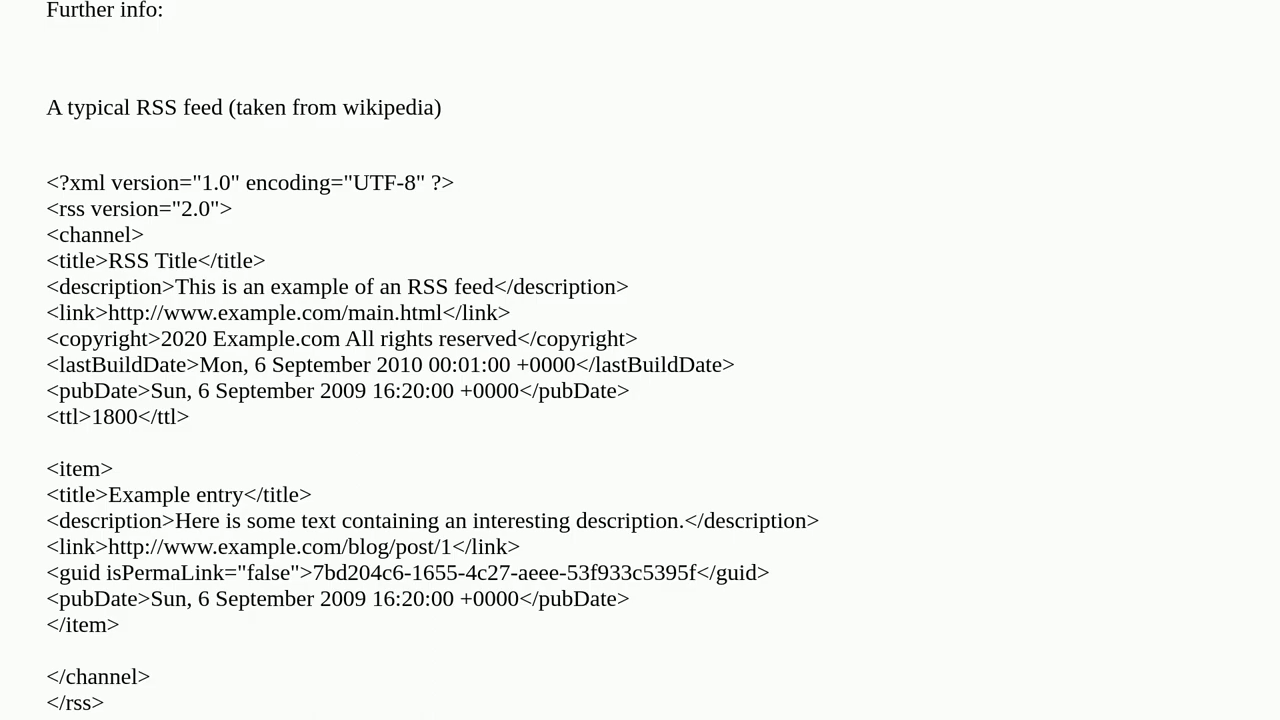 Further info:
A typical RSS feed (taken from wikipedia)
<?xml version="1.0" encoding="UTF-8" ?>
<rss version="2.0">
<channel>
<title>RSS Title</title>
<description>This is an example of an RSS feed</description>
<link>http://www.example.com/main.html</link>
<copyright>2020 Example.com All rights reserved</copyright>
<lastBuildDate>Mon, 6 September 2010 00:01:00 +0000</lastBuildDate>
<pubDate>Sun, 6 September 2009 16:20:00 +0000</pubDate>
<ttl>1800</ttl>
<item>
<title>Example entry</title>
<description>Here is some text containing an interesting description.</description>
<link>http://www.example.com/blog/post/1</link>
<guid isPermaLink="false">7bd204c6-1655-4c27-aeee-53f933c5395f</guid>
<pubDate>Sun, 6 September 2009 16:20:00 +0000</pubDate>
</item>
</channel>
</rss>